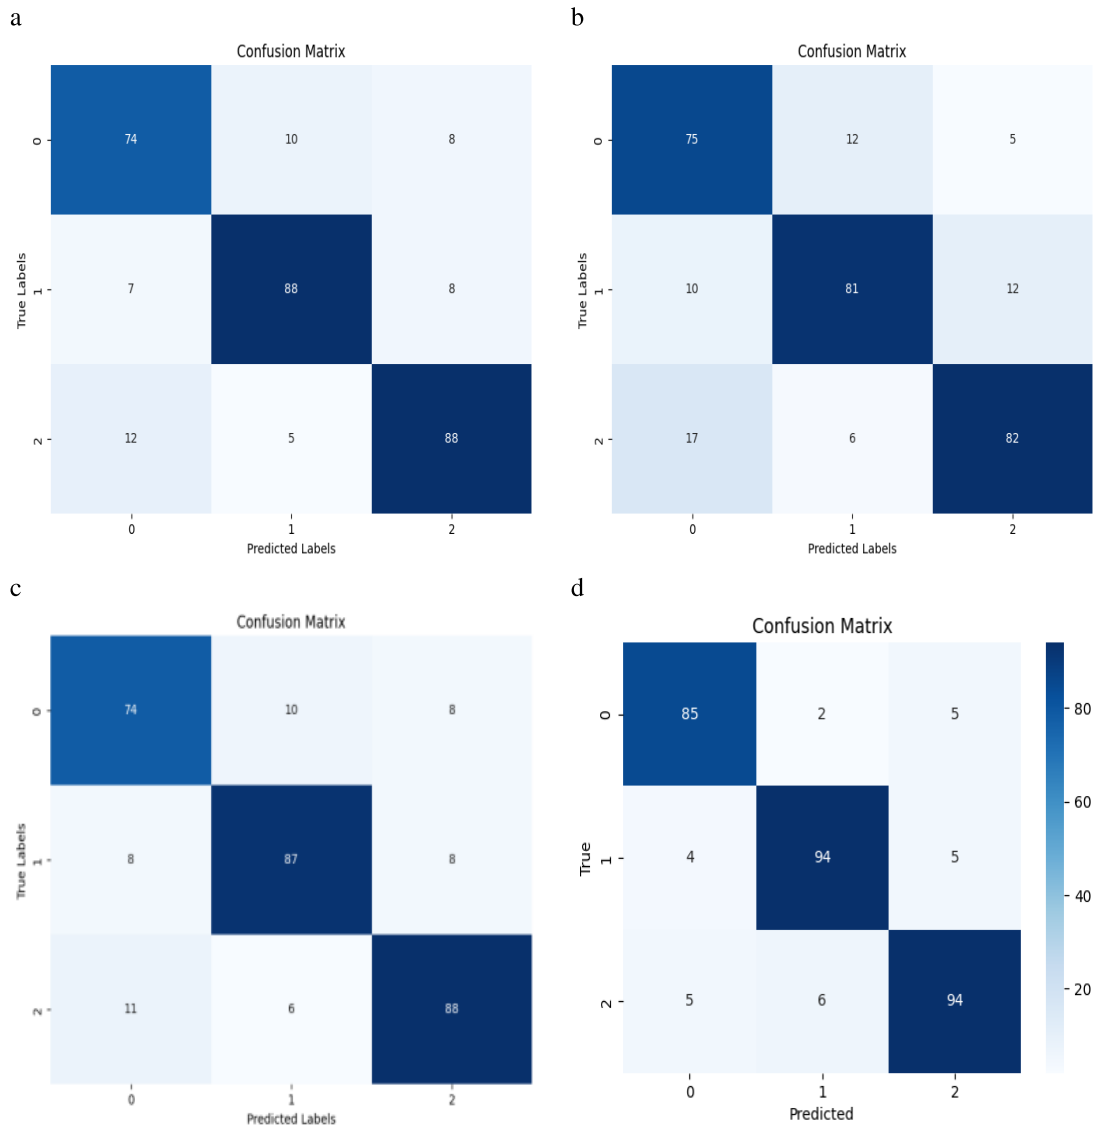 a
Confusion Matrix
0 74 10 8
1 7 88 8
2 12 5 88
True Labels
0 1 2
Predicted Labels
b
Confusion Matrix
0 75 12 5
1 10 81 12
2 17 6 82
True Labels
0 1 2
Predicted Labels
c
Confusion Matrix
0 74 10 8
1 8 87 8
2 11 6 88
True Labels
0 1 2
Predicted Labels
d
Confusion Matrix
0 85 2 5
1 4 94 5
2 5 6 94
True
0 1 2
Predicted
80
60
40
20